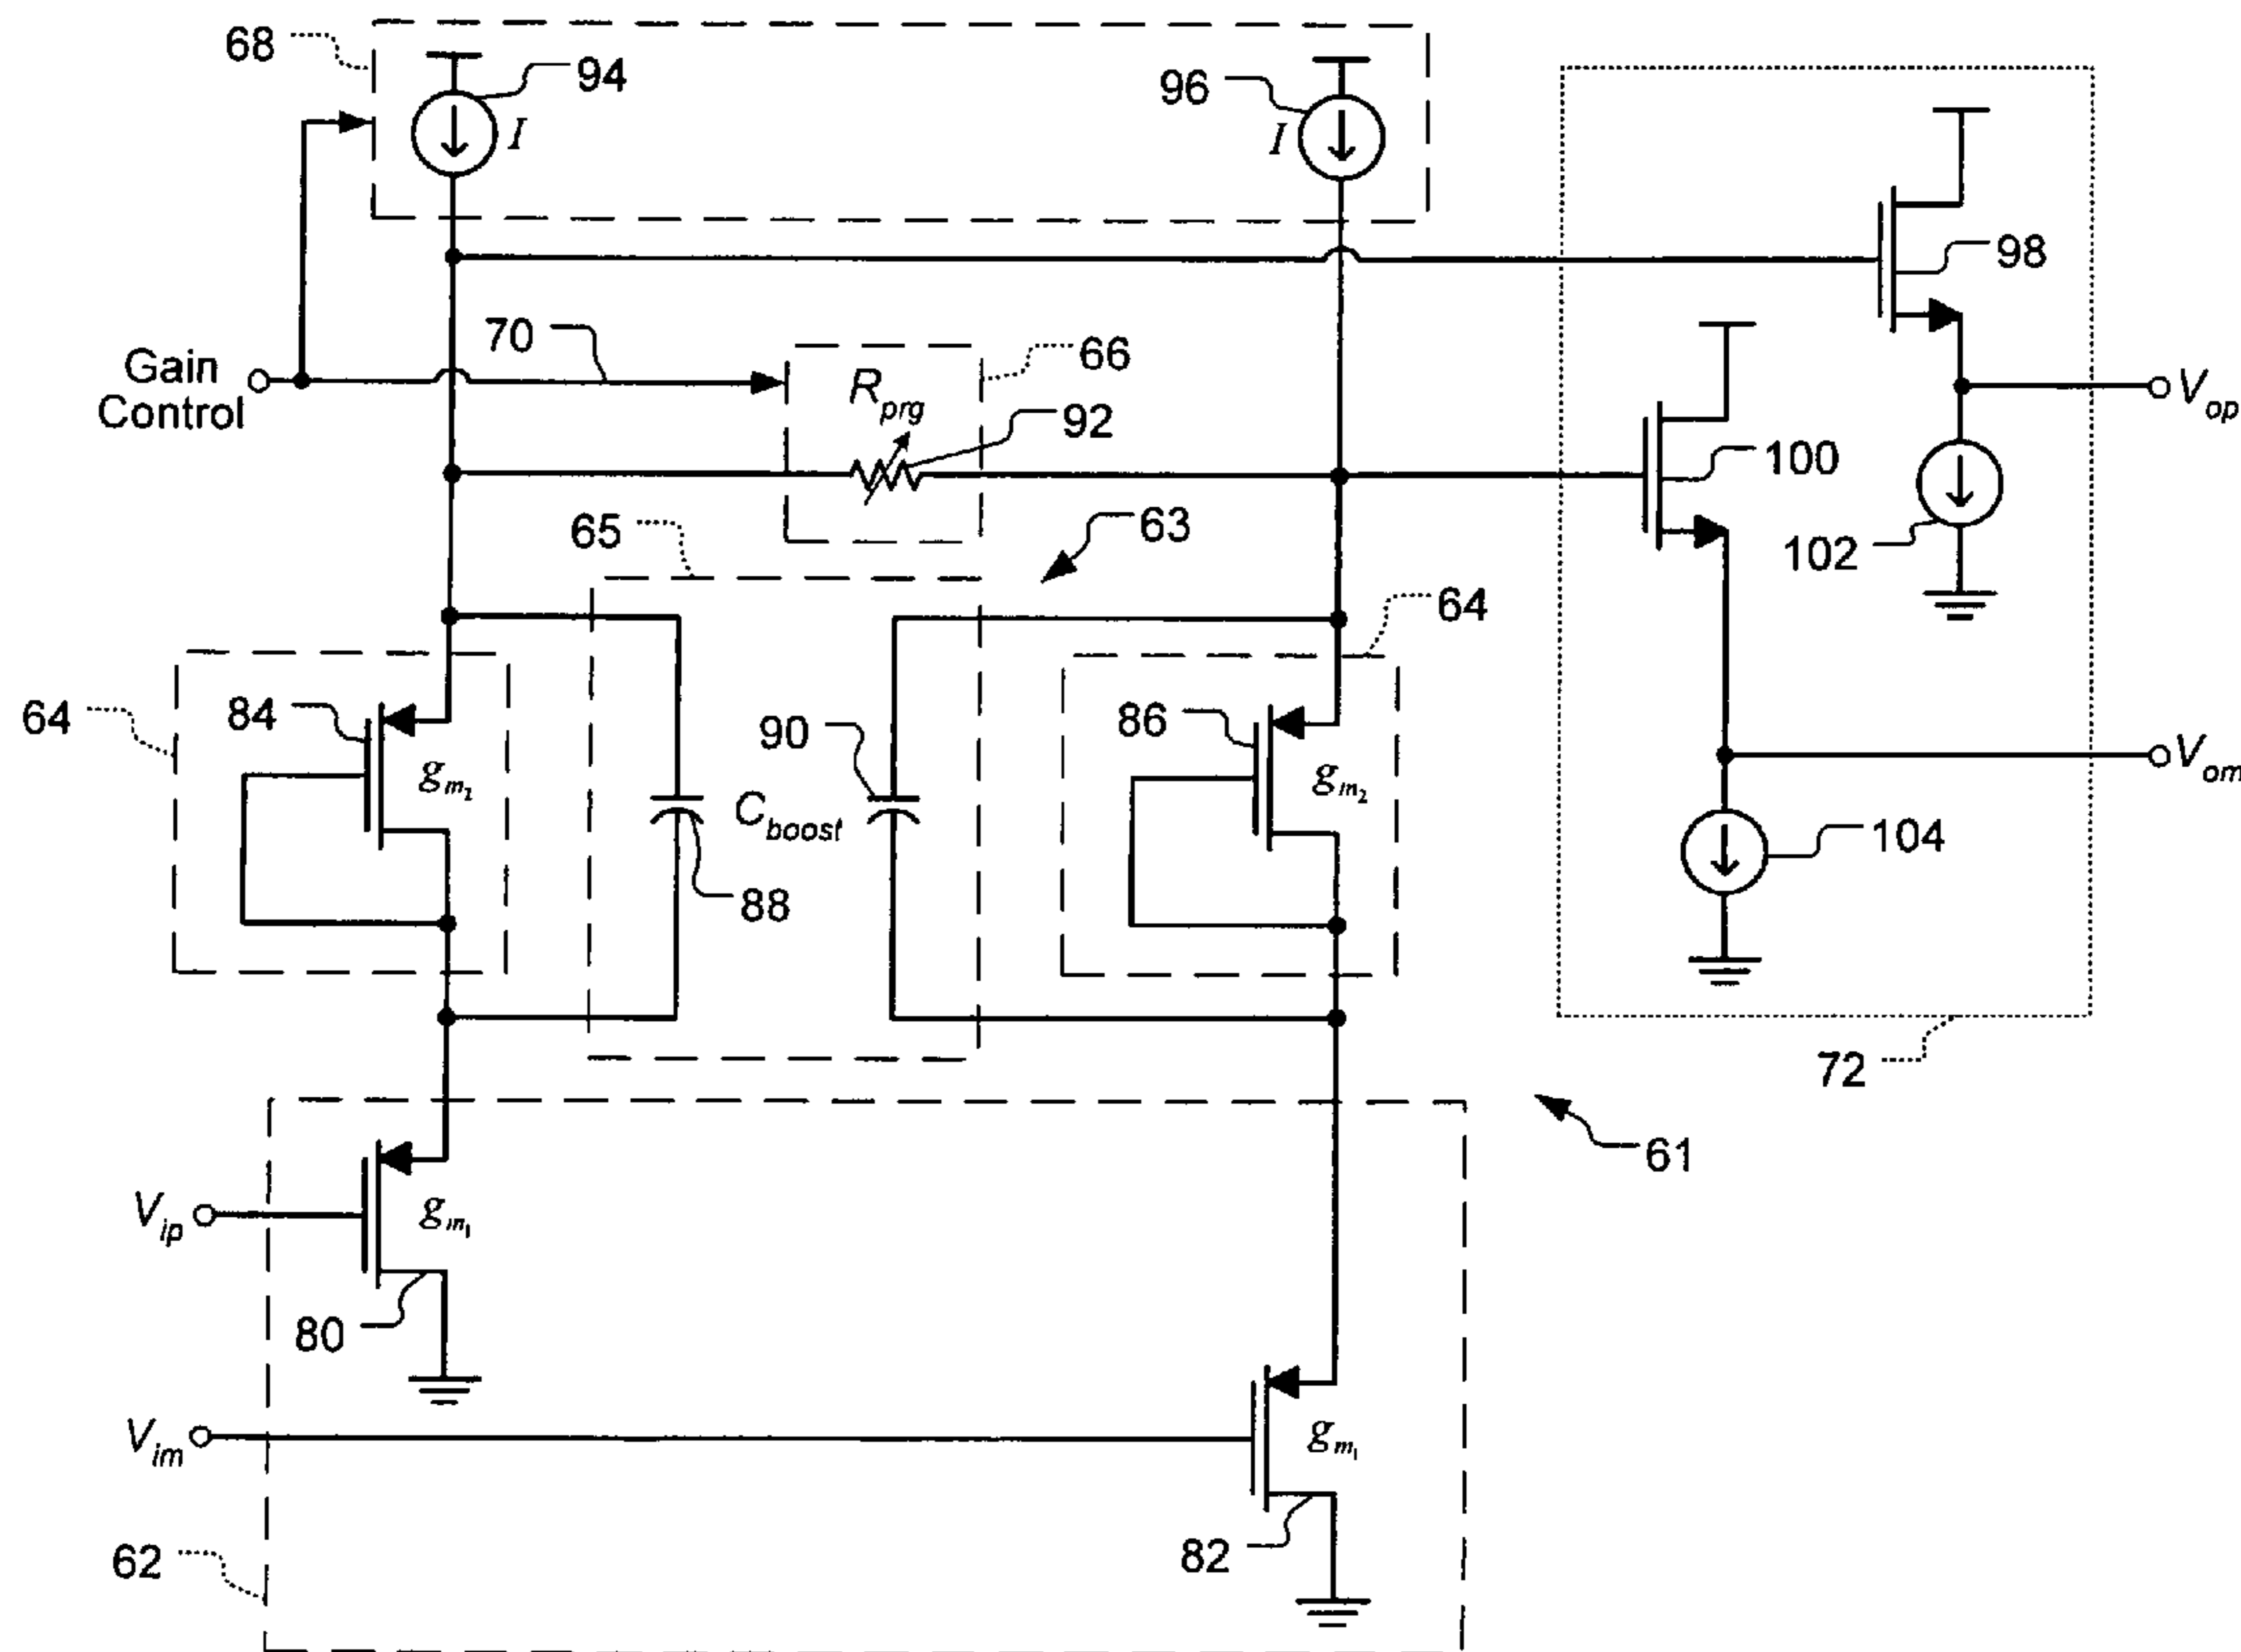 68
94
I
96
I
98
Gain
Control
70
R_prg
66
92
V_op
100
102
65
63
64
64
84
g_m2
90
C_boost
88
86
g_m2
V_om
104
72
61
V_ip
g_m1
80
V_im
g_m1
82
62